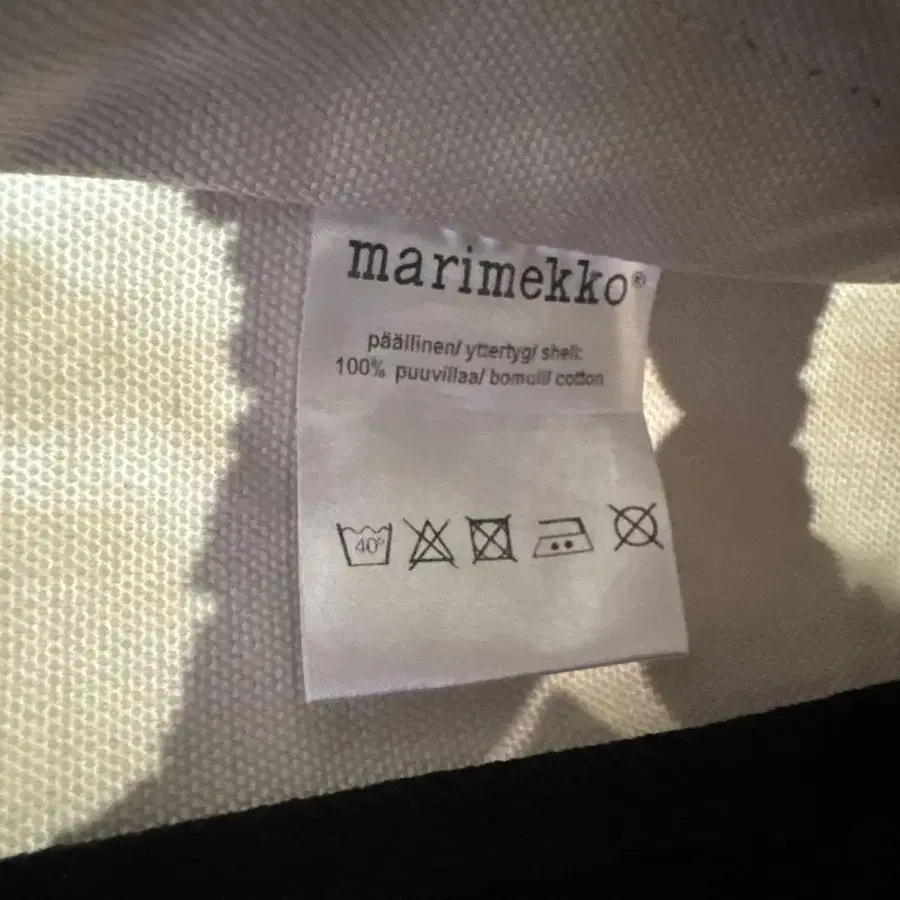 marimekko®
päällinen/ yttertyg/ shell:
100% puuvillaa/ bomull/ cotton
40°